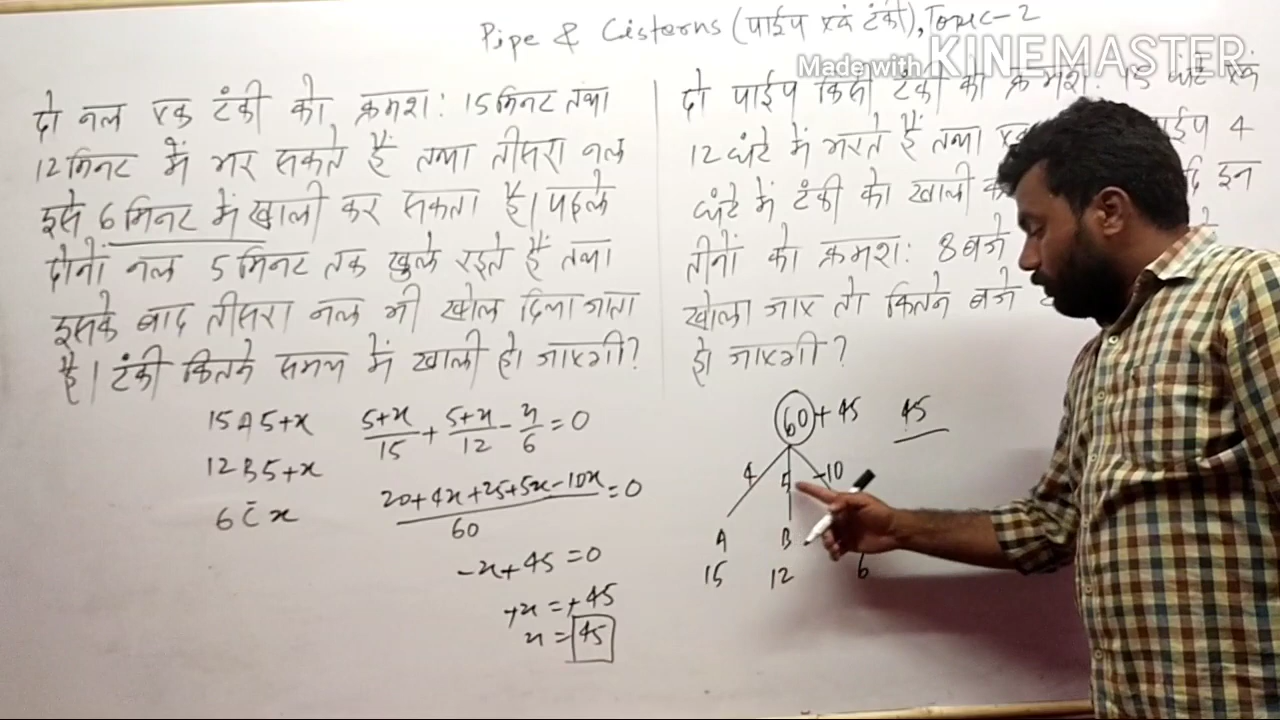 Pipe & Cisterns (पाईप एवं टंकी), Topic-2
Made with KINEMASTER
दो नल एक टंकी को क्रमश: 15 मिनट तथा
12 मिनट में भर सकते हैं तथा तीसरा नल
इसे 6 मिनट में खाली कर सकता है। पहले
दोनों नल 5 मिनट तक खुले रहते हैं तथा
इसके बाद तीसरा नल भी खोल दिया जाता
है। टंकी कितने समय में खाली हो जाएगी?
15 A 5+x
12 B 5+x
6 C̄ x
5+x/15 + 5+x/12 - x/6 = 0
20+4x+25+5x-10x/60 = 0
-x+45 = 0
+x = +45
x = 45
दो पाईप किसी टंकी को क्रमश: 15 घंटे एवं
12 घंटे में भरते हैं तथा पाईप 4
घंटे में टंकी को खाली इन
तीनों को क्रमश: 8 बजे
खोला जाए तो कितने बजे
हो जाएगी?
60 + 45 45
4 5 -10
A B
15 12 6